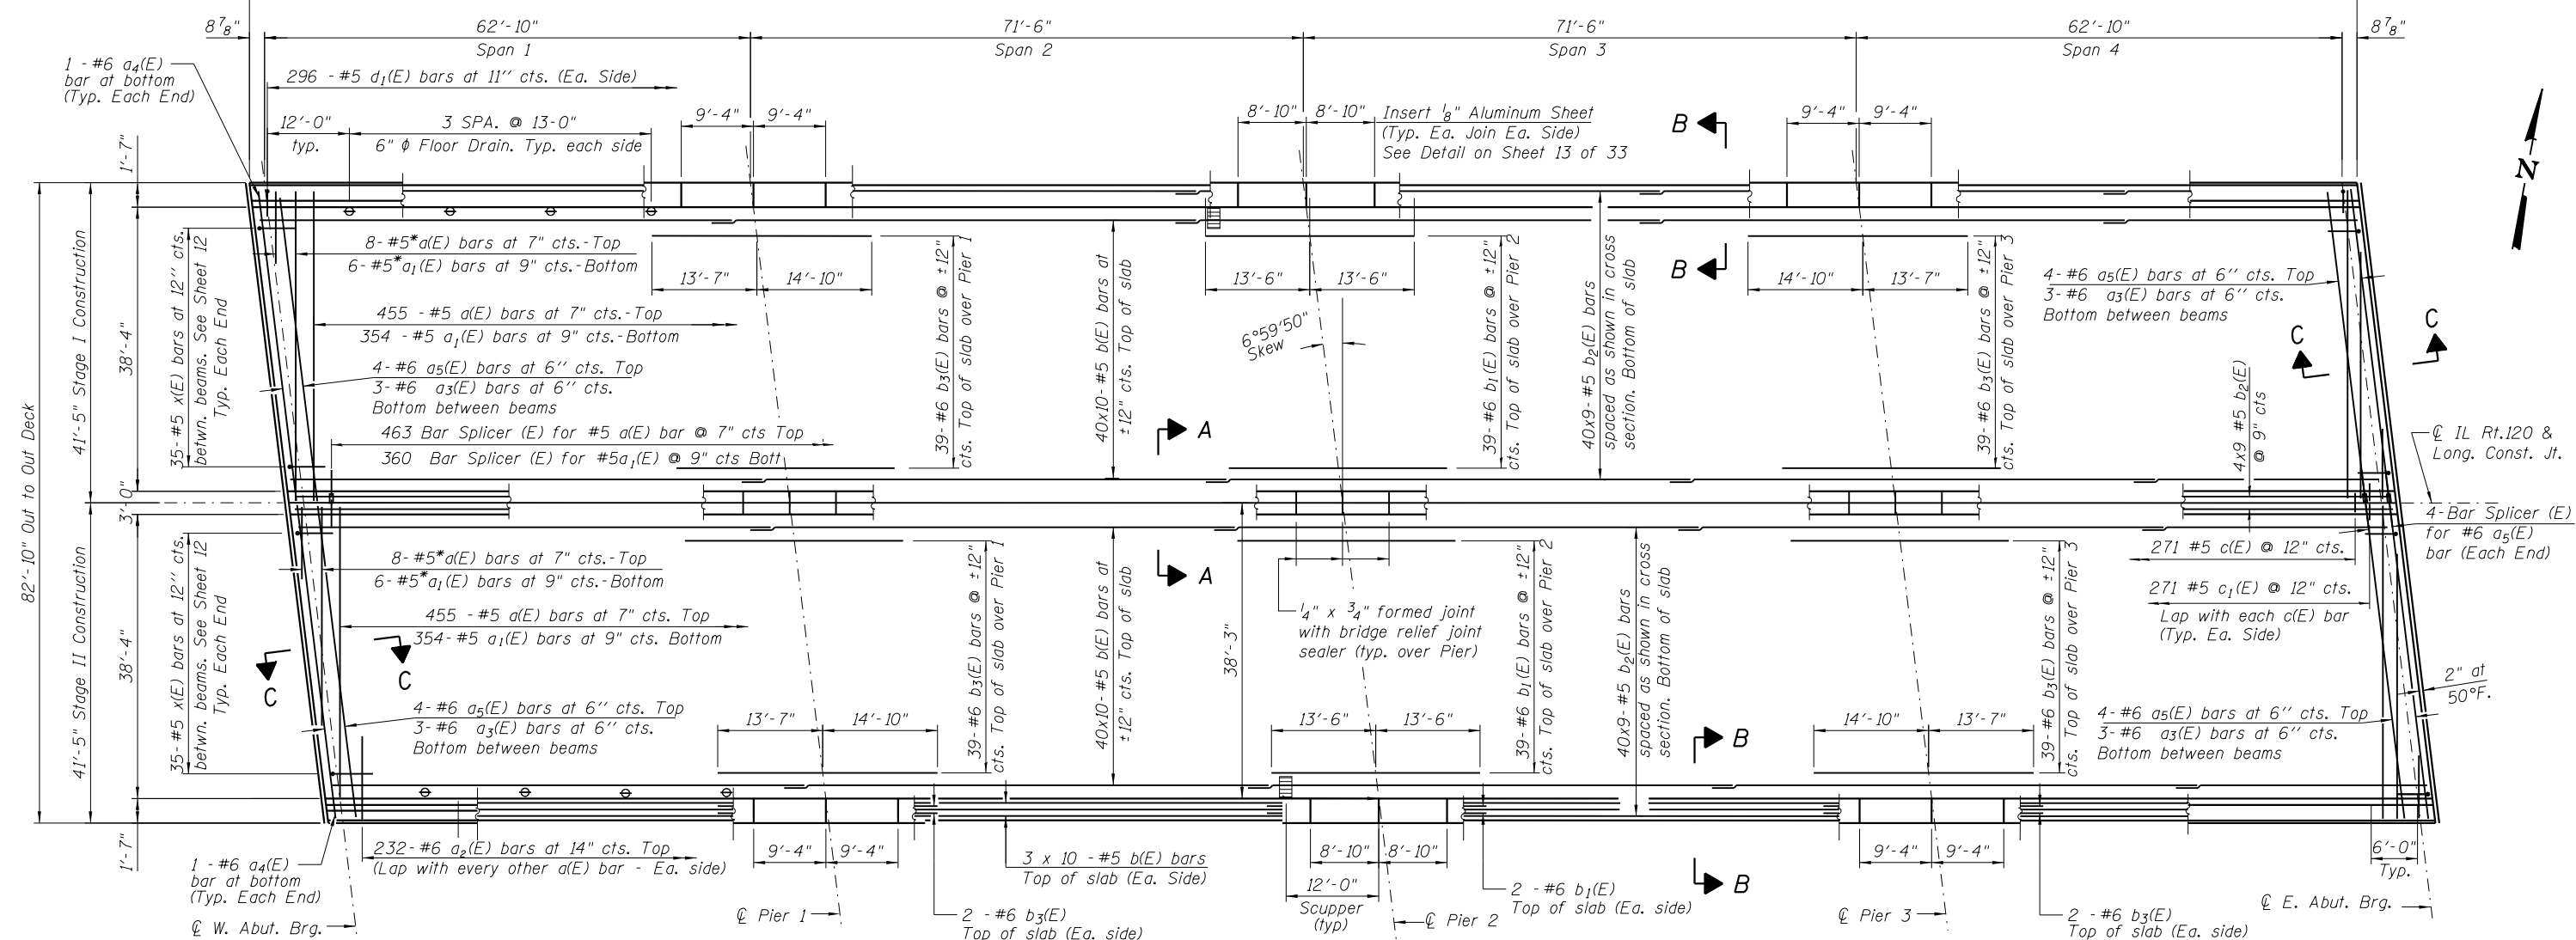 8 7/8"
62'-10"
Span 1
71'-6"
Span 2
71'-6"
Span 3
62'-10"
Span 4
8 7/8"
1 - #6 a4(E)
bar at bottom
(Typ. Each End)
296 - #5 d1(E) bars at 11'' cts. (Ea. Side)
12'-0"
typ.
3 SPA. @ 13-0"
6" ϕ Floor Drain. Typ. each side
9'-4"
9'-4"
8'-10"
8'-10"
Insert 1/8" Aluminum Sheet
(Typ. Ea. Join Ea. Side)
See Detail on Sheet 13 of 33
B
9'-4"
9'-4"
N
1'-7"
38'-4"
3'-0"
38'-4"
1'-7"
82'-10" Out to Out Deck
41'-5" Stage I Construction
41'-5" Stage II Construction
35- #5 x(E) bars at 12'' cts.
betwn. beams. See Sheet 12
Typ. Each End
8- #5*a(E) bars at 7" cts.-Top
6- #5*a1(E) bars at 9" cts.-Bottom
455 - #5 a(E) bars at 7" cts.-Top
354 - #5 a1(E) bars at 9" cts.-Bottom
4- #6 a5(E) bars at 6'' cts. Top
3- #6 a3(E) bars at 6'' cts.
Bottom between beams
463 Bar Splicer (E) for #5 a(E) bar @ 7" cts Top
360 Bar Splicer (E) for #5a1(E) @ 9" cts Bott
13'-7"
14'-10"
39- #6 b3(E) bars @ ±12"
cts. Top of slab over Pier 1
40x10- #5 b(E) bars at
±12" cts. Top of slab
A
13'-6"
13'-6"
6°59'50"
Skew
39- #6 b1(E) bars @ ±12"
cts. Top of slab over Pier 2
40x9- #5 b2(E) bars
spaced as shown in cross
section. Bottom of slab
B
14'-10"
13'-7"
39- #6 b3(E) bars @ ±12"
cts. Top of slab over Pier 3
4- #6 a5(E) bars at 6'' cts. Top
3- #6 a3(E) bars at 6'' cts.
Bottom between beams
C
C
4x9 #5 b2(E)
@ 9" cts
℄ IL Rt.120 &
Long. Const. Jt.
4-Bar Splicer (E)
for #6 a5(E)
bar (Each End)
271 #5 c(E) @ 12" cts.
271 #5 c1(E) @ 12" cts.
Lap with each c(E) bar
(Typ. Ea. Side)
35- #5 x(E) bars at 12'' cts.
betwn. beams. See Sheet 12
Typ. Each End
8- #5*a(E) bars at 7" cts.-Top
6- #5*a1(E) bars at 9" cts.-Bottom
455 - #5 a(E) bars at 7" cts. Top
354- #5 a1(E) bars at 9" cts. Bottom
C
C
4- #6 a5(E) bars at 6'' cts. Top
3- #6 a3(E) bars at 6'' cts.
Bottom between beams
13'-7"
14'-10"
39- #6 b3(E) bars @ ±12"
cts. Top of slab over Pier 1
40x10- #5 b(E) bars at
±12" cts. Top of slab
A
38'-3"
1/4" x 3/4" formed joint
with bridge relief joint
sealer (typ. over Pier)
13'-6"
13'-6"
39- #6 b1(E) bars @ ±12"
cts. Top of slab over Pier 2
40x9- #5 b2(E) bars
spaced as shown in cross
section. Bottom of slab
B
14'-10"
13'-7"
39- #6 b3(E) bars @ ±12"
cts. Top of slab over Pier 3
2" at
50°F.
4- #6 a5(E) bars at 6'' cts. Top
3- #6 a3(E) bars at 6'' cts.
Bottom between beams
1 - #6 a4(E)
bar at bottom
(Typ. Each End)
℄ W. Abut. Brg.
232- #6 a2(E) bars at 14" cts. Top
(Lap with every other a(E) bar - Ea. side)
9'-4"
9'-4"
℄ Pier 1
2 - #6 b3(E)
Top of slab (Ea. side)
3 x 10 - #5 b(E) bars
Top of slab (Ea. Side)
8'-10"
8'-10"
12'-0"
Scupper
(typ)
℄ Pier 2
2 - #6 b1(E)
Top of slab (Ea. side)
B
9'-4"
9'-4"
℄ Pier 3
2 - #6 b3(E)
Top of slab (Ea. side)
6'-0"
Typ.
℄ E. Abut. Brg.